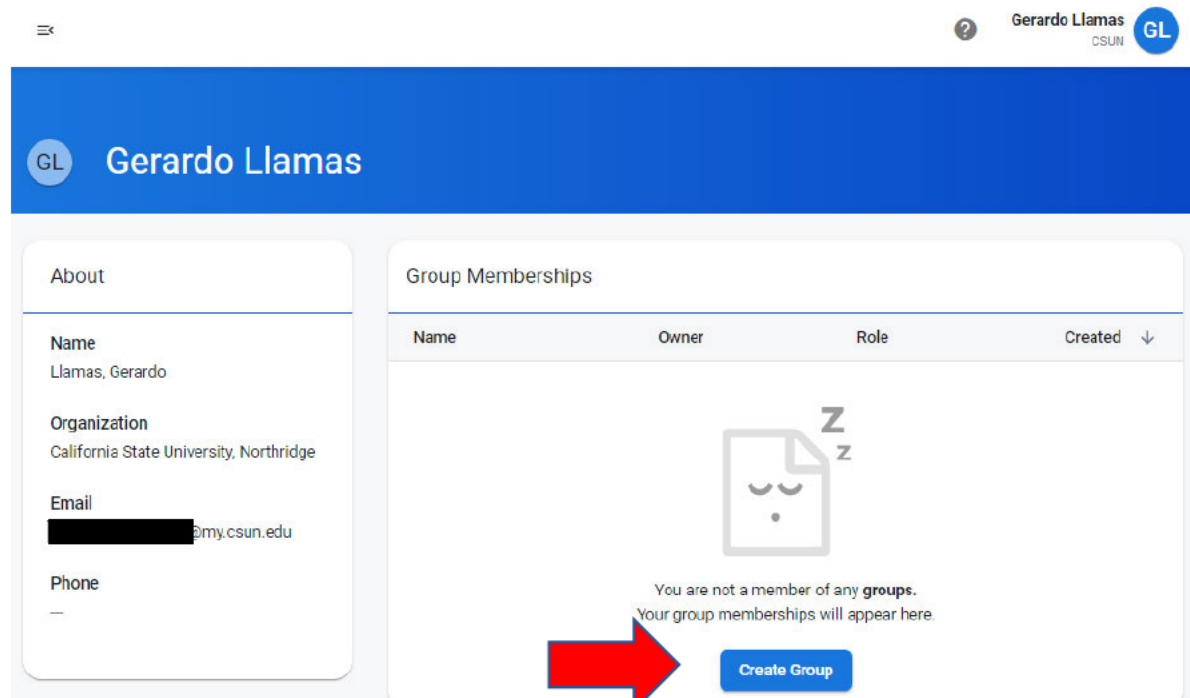 Gerardo Llamas
CSUN
GL
GL
Gerardo Llamas
About
Name
Llamas, Gerardo
Organization
California State University, Northridge
Email
@my.csun.edu
Phone
—
Group Memberships
Name Owner Role Created
Z
z
You are not a member of any groups.
Your group memberships will appear here.
Create Group